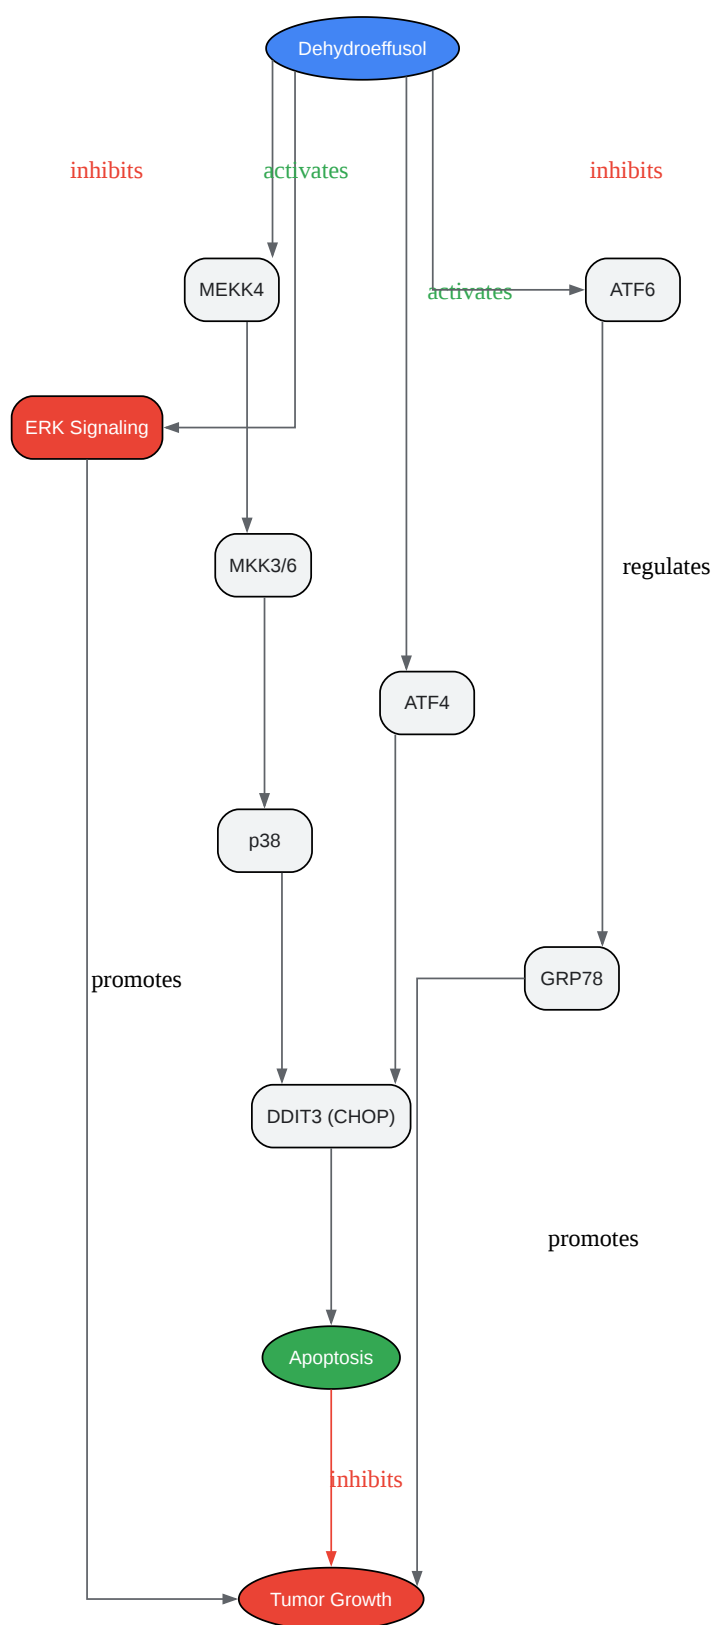 Dehydroeffusol
inhibits
activates
inhibits
MEKK4
activates
ATF6
ERK Signaling
MKK3/6
regulates
ATF4
p38
promotes
GRP78
DDIT3 (CHOP)
promotes
Apoptosis
inhibits
Tumor Growth